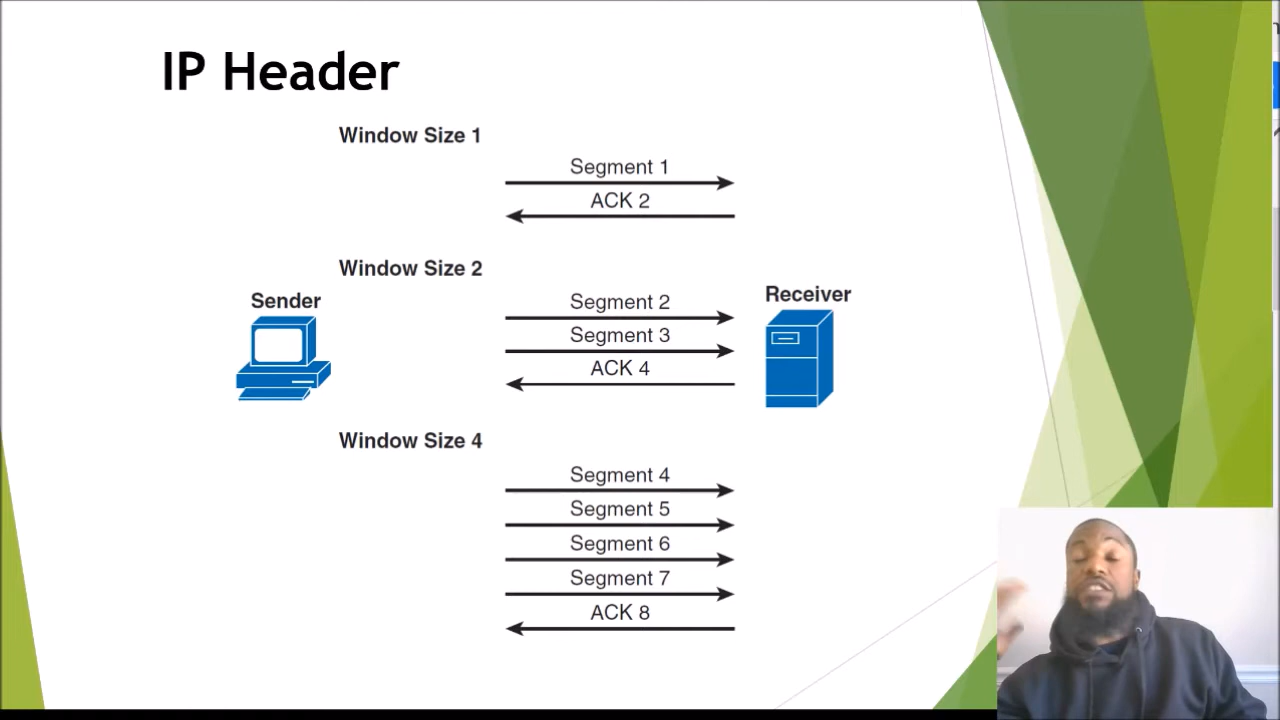 IP Header
Window Size 1
Segment 1
ACK 2
Window Size 2
Sender
Receiver
Segment 2
Segment 3
ACK 4
Window Size 4
Segment 4
Segment 5
Segment 6
Segment 7
ACK 8